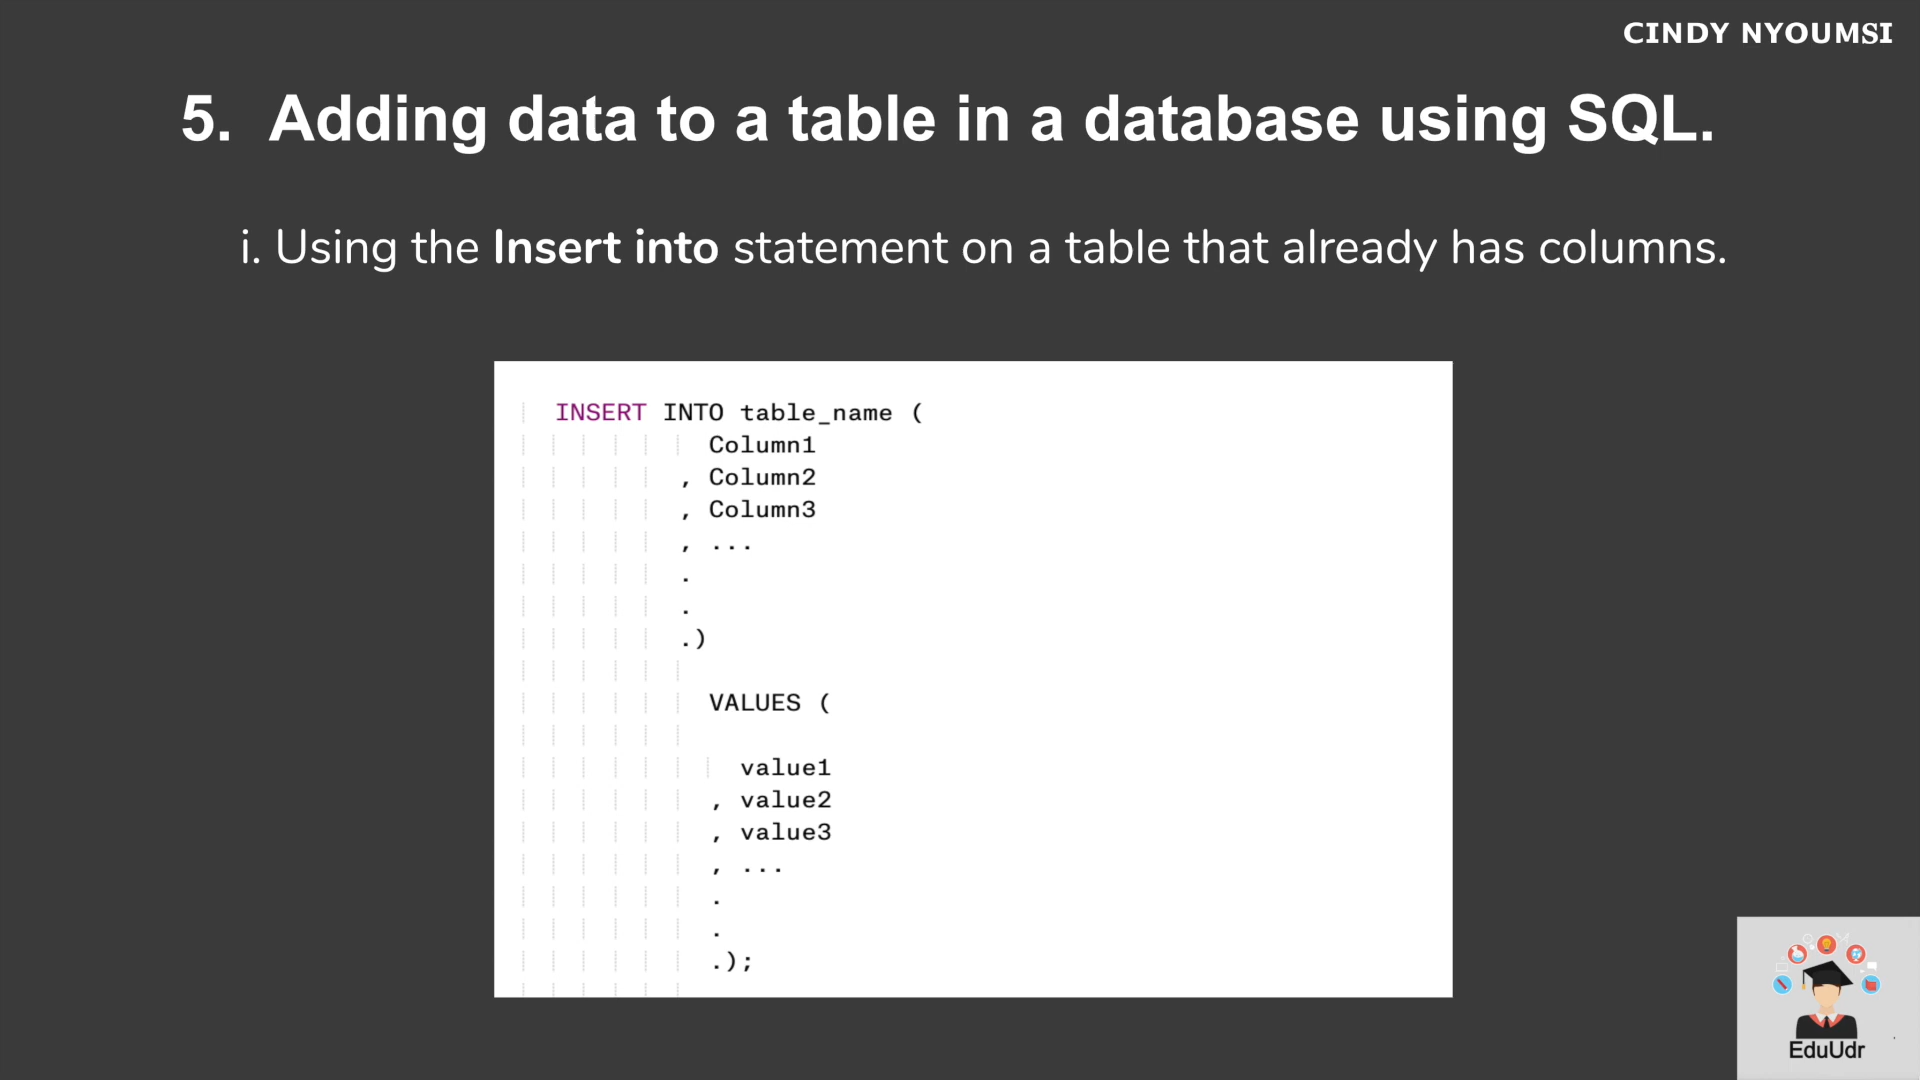 CINDY NYOUMSI
5. Adding data to a table in a database using SQL.
i. Using the Insert into statement on a table that already has columns.
INSERT INTO table_name (
Column1
, Column2
, Column3
, ...
.
.
.)
VALUES (
value1
, value2
, value3
, ...
.
.
.);
EduUdr